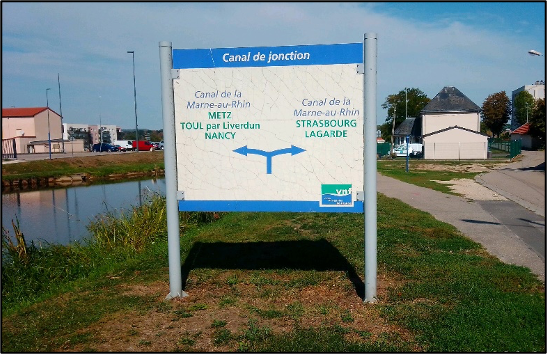 Canal de jonction
Canal de la
Marne-au-Rhin
METZ
TOUL par Liverdun
NANCY
Canal de la
Marne-au-Rhin
STRASBOURG
LAGARDE
vnf